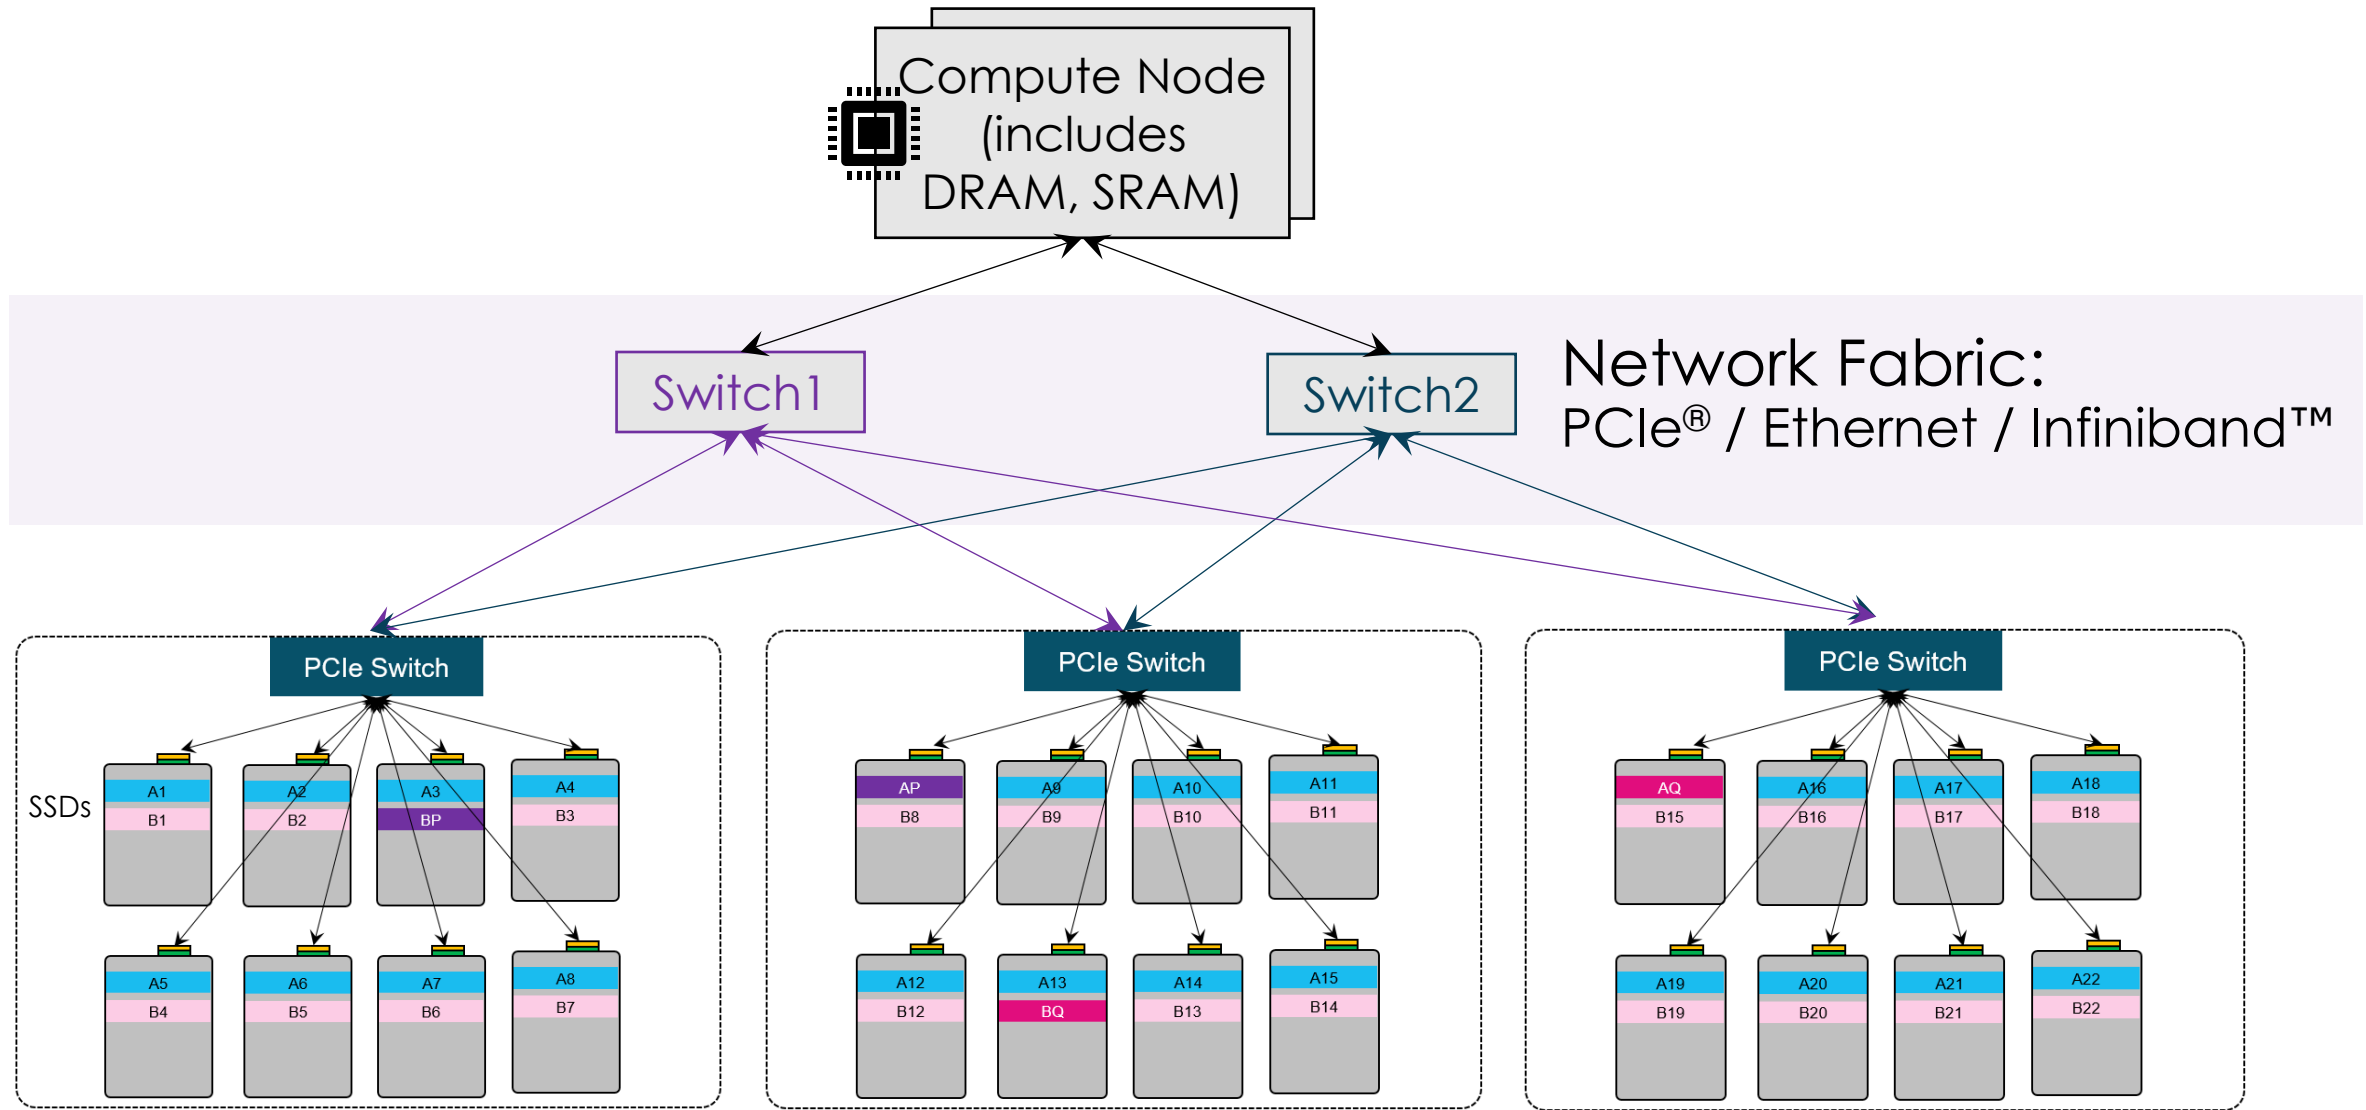 Compute Node
(includes
DRAM, SRAM)
Switch1
Switch2
Network Fabric:
PCIe® / Ethernet / Infiniband™
PCIe Switch
PCIe Switch
PCIe Switch
SSDs
A1
B1
A2
B2
A3
BP
A4
B3
A5
B4
A6
B5
A7
B6
A8
B7
AP
B8
A9
B9
A10
B10
A11
B11
A12
B12
A13
BQ
A14
B13
A15
B14
AQ
B15
A16
B16
A17
B17
A18
B18
A19
B19
A20
B20
A21
B21
A22
B22